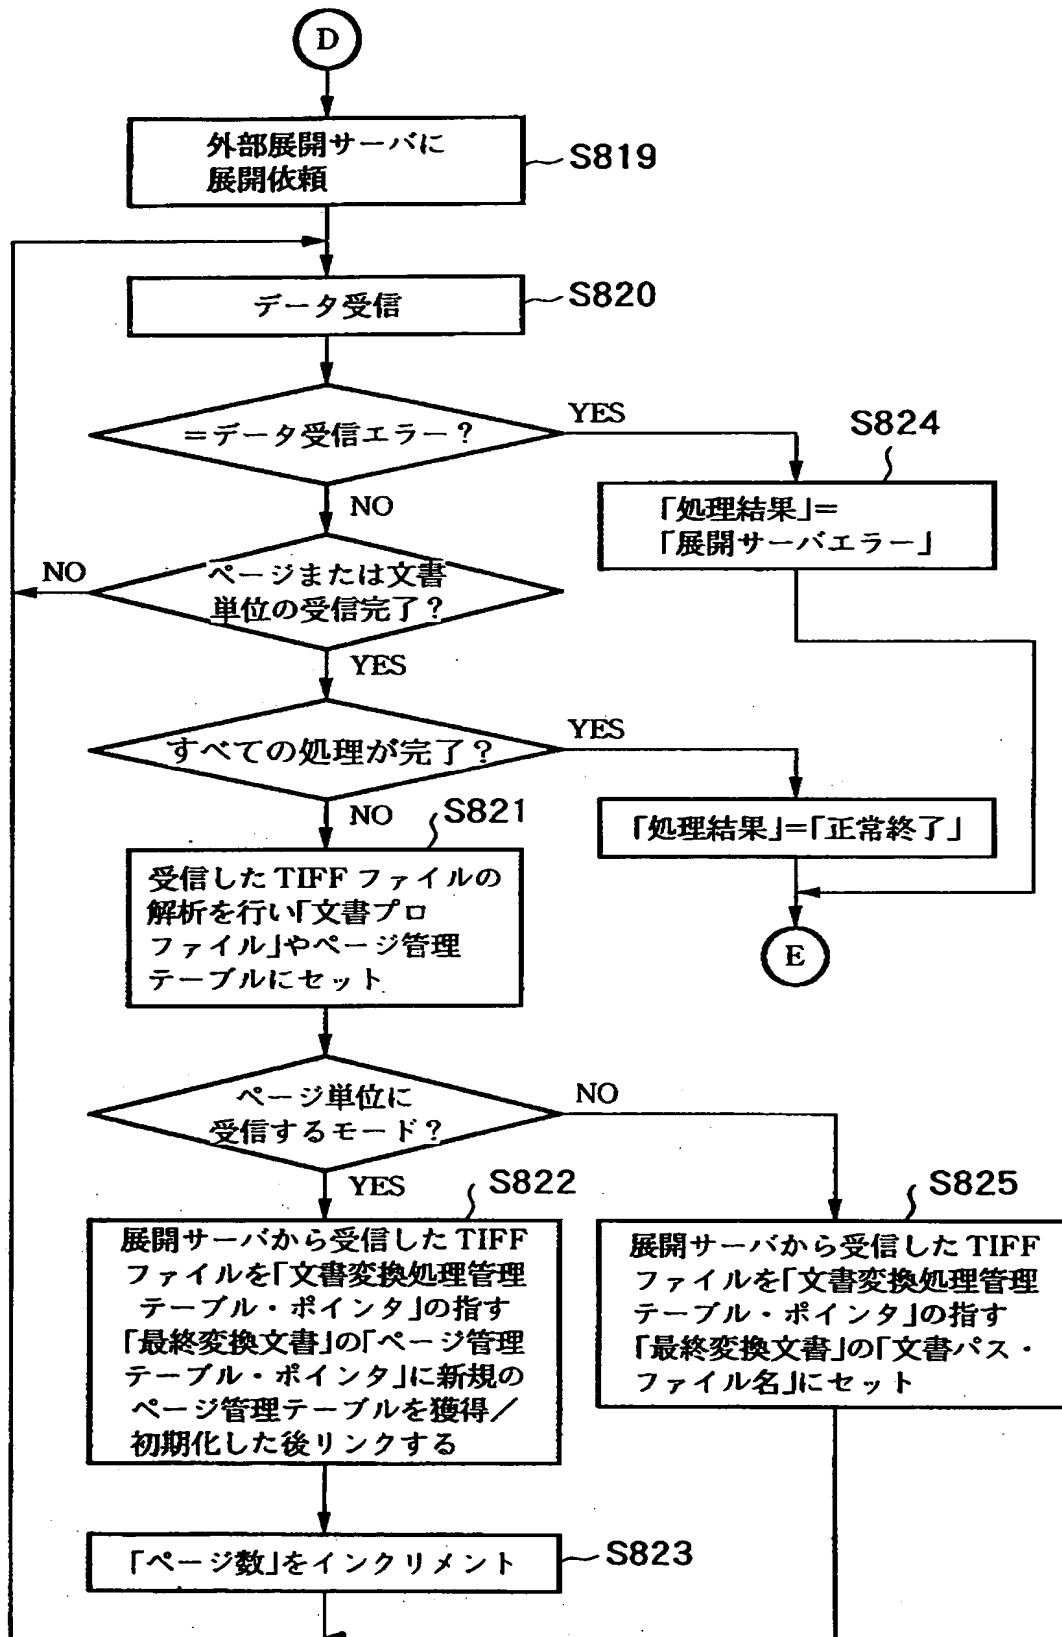 D
外部展開サーバに
展開依頼
S819
データ受信
S820
=データ受信エラー?
YES
S824
「処理結果」=
「展開サーバエラー」
NO
NO
ページまたは文書
単位の受信完了?
YES
すべての処理が完了?
YES
「処理結果」=「正常終了」
E
NO
S821
受信したTIFFファイルの
解析を行い「文書プロ
ファイル」やページ管理
テーブルにセット
ページ単位に
受信するモード?
NO
YES
S822
展開サーバから受信したTIFF
ファイルを「文書変換処理管理
テーブル・ポインタ」の指す
「最終変換文書」の「ページ管理
テーブル・ポインタ」に新規の
ページ管理テーブルを獲得/
初期化した後リンクする
S825
展開サーバから受信したTIFF
ファイルを「文書変換処理管理
テーブル・ポインタ」の指す
「最終変換文書」の「文書パス・
ファイル名」にセット
「ページ数」をインクリメント
S823